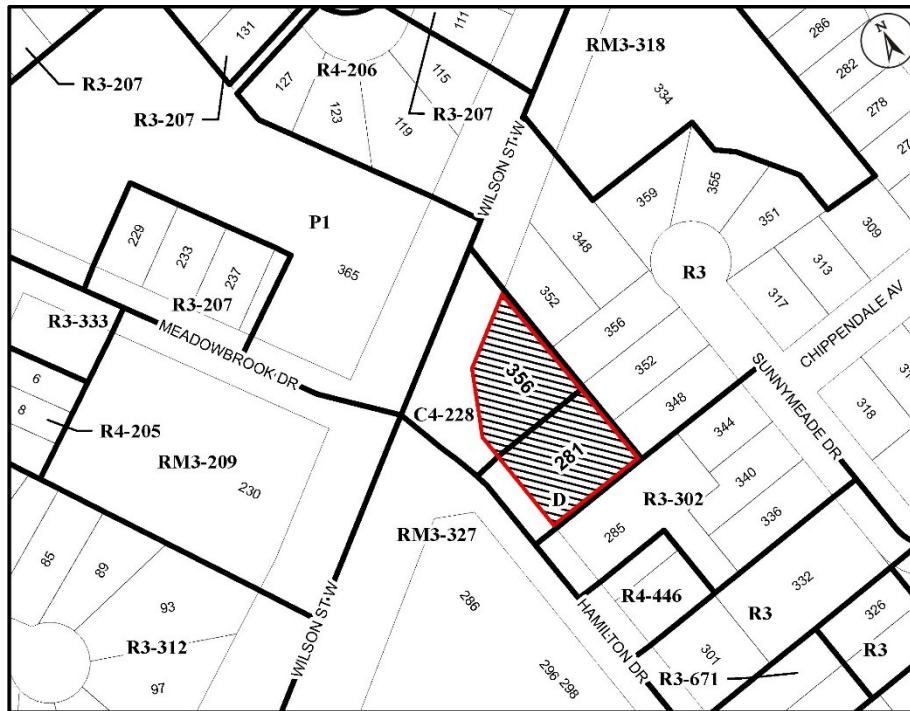 N
131
111
286
RM3-318
282
R4-206
115
R3-207
127
334
278
R3-207
123
119
R3-207
27
WILSON ST W
359
355
351
309
P1
229
348
313
233
R3
365
237
317
352
R3-207
CHIPPENDALE AV
R3-333
356
MEADOWBROOK DR
352
6
356
31
SUNNYMEADE DR
8
C4-228
348
318
R4-205
344
RM3-209
281
340
230
D
R3-302
336
RM3-327
285
85
89
332
286
R4-446
93
326
R3
R3-312
WILSON ST W
HAMILTON DR
301
R3
296
298
R3-671
97